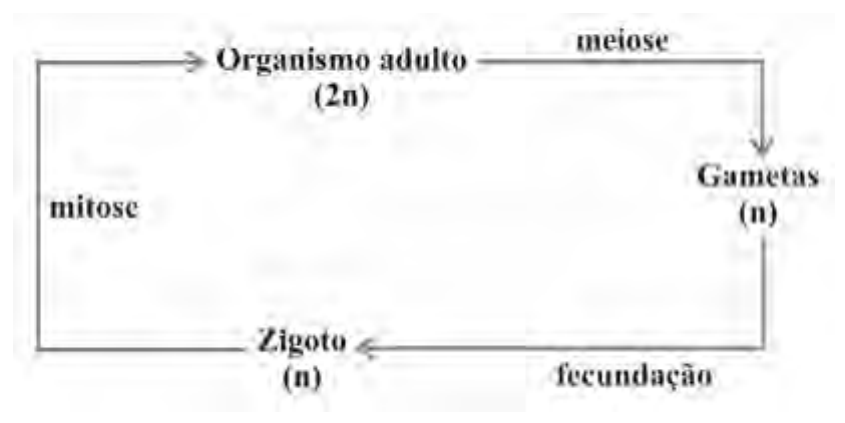 meiose
Organismo adulto
(2n)
Gametas
(n)
mitose
Zigoto
(n)
fecundação